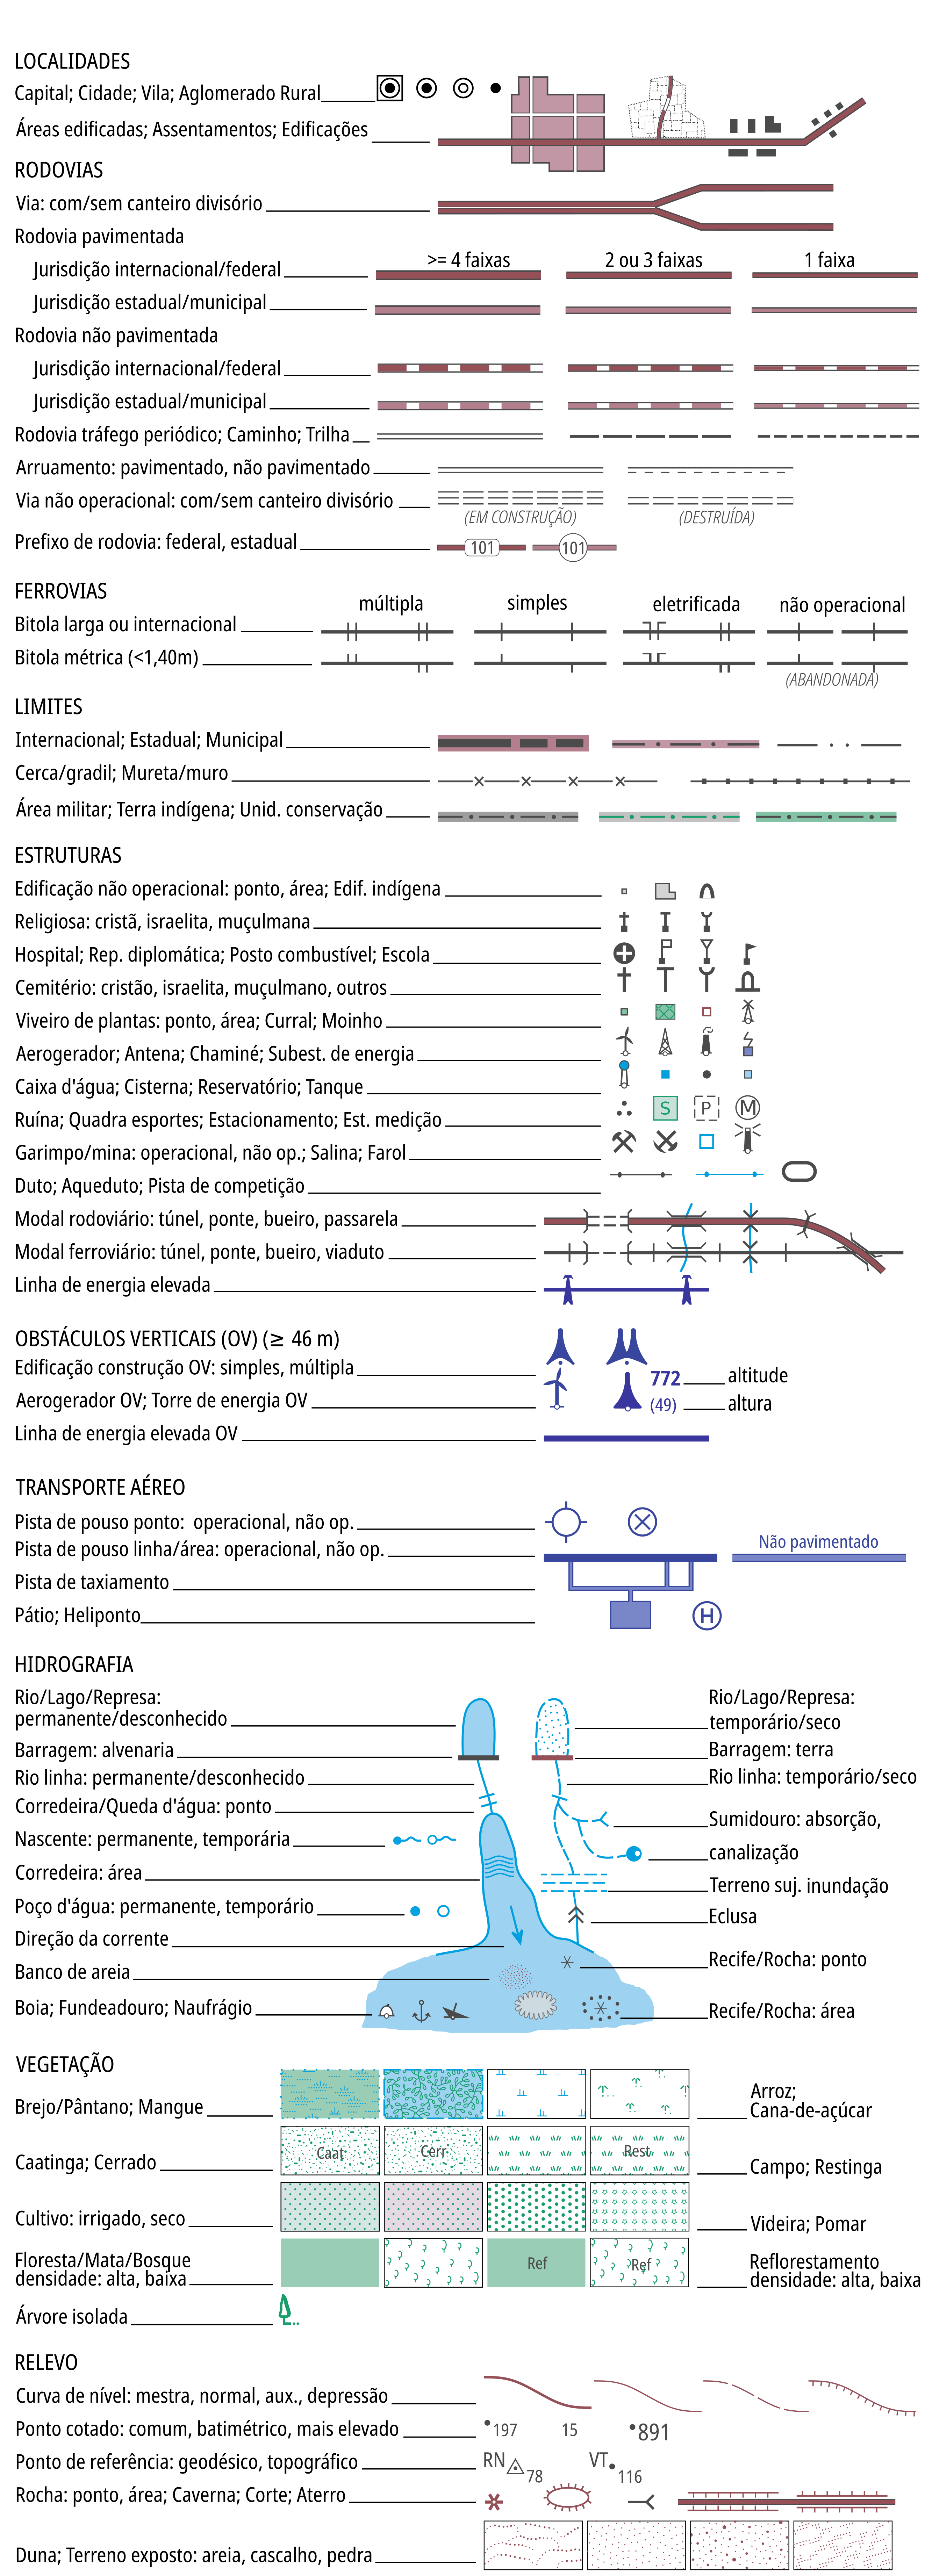 LOCALIDADES
Capital; Cidade; Vila; Aglomerado Rural
Áreas edificadas; Assentamentos; Edificações
RODOVIAS
Via: com/sem canteiro divisório
Rodovia pavimentada
>= 4 faixas 2 ou 3 faixas 1 faixa
Jurisdição internacional/federal
Jurisdição estadual/municipal
Rodovia não pavimentada
Jurisdição internacional/federal
Jurisdição estadual/municipal
Rodovia tráfego periódico; Caminho; Trilha
Arruamento: pavimentado, não pavimentado
Via não operacional: com/sem canteiro divisório
(EM CONSTRUÇÃO) (DESTRUÍDA)
Prefixo de rodovia: federal, estadual 101 101
FERROVIAS
múltipla simples eletrificada não operacional
Bitola larga ou internacional
Bitola métrica (<1,40m)
(ABANDONADA)
LIMITES
Internacional; Estadual; Municipal
Cerca/gradil; Mureta/muro
Área militar; Terra indígena; Unid. conservação
ESTRUTURAS
Edificação não operacional: ponto, área; Edif. indígena
Religiosa: cristã, israelita, muçulmana
Hospital; Rep. diplomática; Posto combustível; Escola
Cemitério: cristão, israelita, muçulmano, outros
Viveiro de plantas: ponto, área; Curral; Moinho
Aerogerador; Antena; Chaminé; Subest. de energia
Caixa d'água; Cisterna; Reservatório; Tanque
Ruína; Quadra esportes; Estacionamento; Est. medição S P M
Garimpo/mina: operacional, não op.; Salina; Farol
Duto; Aqueduto; Pista de competição
Modal rodoviário: túnel, ponte, bueiro, passarela
Modal ferroviário: túnel, ponte, bueiro, viaduto
Linha de energia elevada
OBSTÁCULOS VERTICAIS (OV) (≥ 46 m)
Edificação construção OV: simples, múltipla
772 altitude
Aerogerador OV; Torre de energia OV
(49) altura
Linha de energia elevada OV
TRANSPORTE AÉREO
Pista de pouso ponto: operacional, não op.
Não pavimentado
Pista de pouso linha/área: operacional, não op.
Pista de taxiamento
Pátio; Heliponto H
HIDROGRAFIA
Rio/Lago/Represa:
permanente/desconhecido
Rio/Lago/Represa:
temporário/seco
Barragem: alvenaria
Barragem: terra
Rio linha: permanente/desconhecido
Rio linha: temporário/seco
Corredeira/Queda d'água: ponto
Sumidouro: absorção,
canalização
Nascente: permanente, temporária
Corredeira: área
Terreno suj. inundação
Poço d'água: permanente, temporário
Eclusa
Direção da corrente
Recife/Rocha: ponto
Banco de areia
Boia; Fundeadouro; Naufrágio
Recife/Rocha: área
VEGETAÇÃO
Brejo/Pântano; Mangue
Arroz;
Cana-de-açúcar
Caatinga; Cerrado
Caat Cerr Rest
Campo; Restinga
Cultivo: irrigado, seco
Videira; Pomar
Floresta/Mata/Bosque
densidade: alta, baixa
Ref Ref
Reflorestamento
densidade: alta, baixa
Árvore isolada
RELEVO
Curva de nível: mestra, normal, aux., depressão
Ponto cotado: comum, batimétrico, mais elevado 197 15 891
Ponto de referência: geodésico, topográfico RN 78 VT 116
Rocha: ponto, área; Caverna; Corte; Aterro
Duna; Terreno exposto: areia, cascalho, pedra